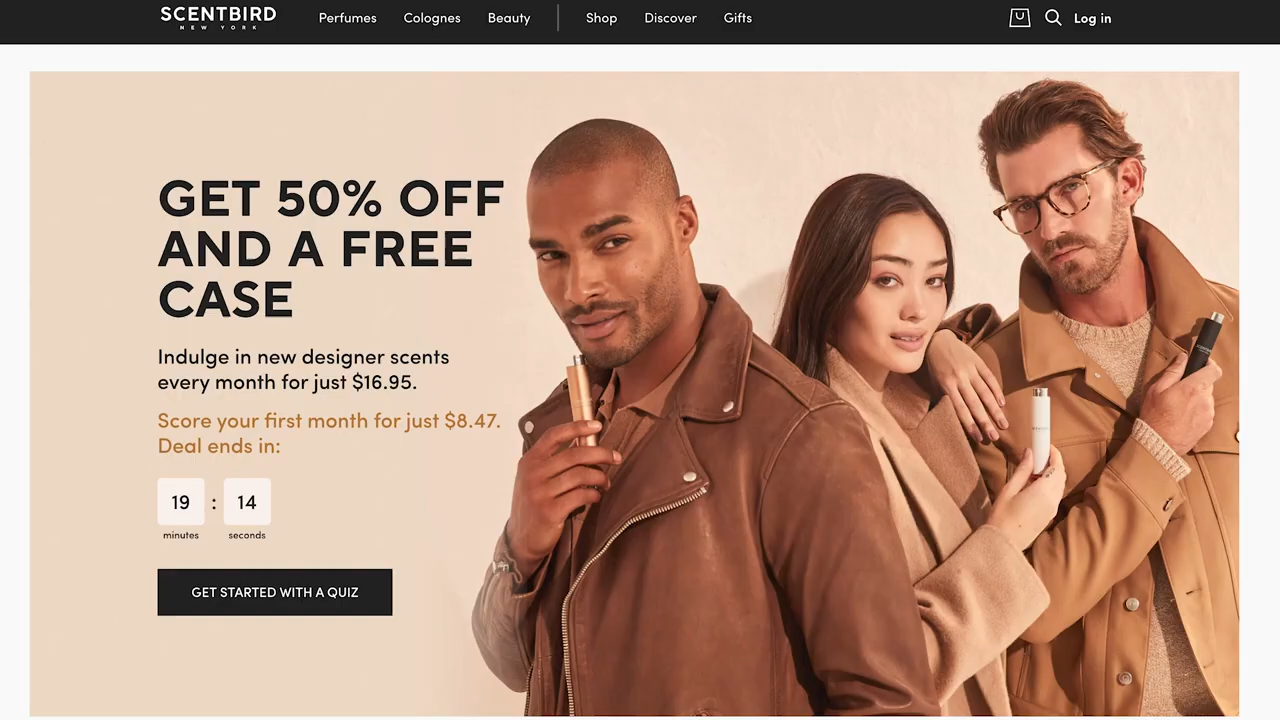 SCENTBIRD
NEW YORK
Perfumes Colognes Beauty Shop Discover Gifts Log in
GET 50% OFF
AND A FREE
CASE
Indulge in new designer scents
every month for just $16.95.
Score your first month for just $8.47.
Deal ends in:
19 : 14
minutes seconds
GET STARTED WITH A QUIZ